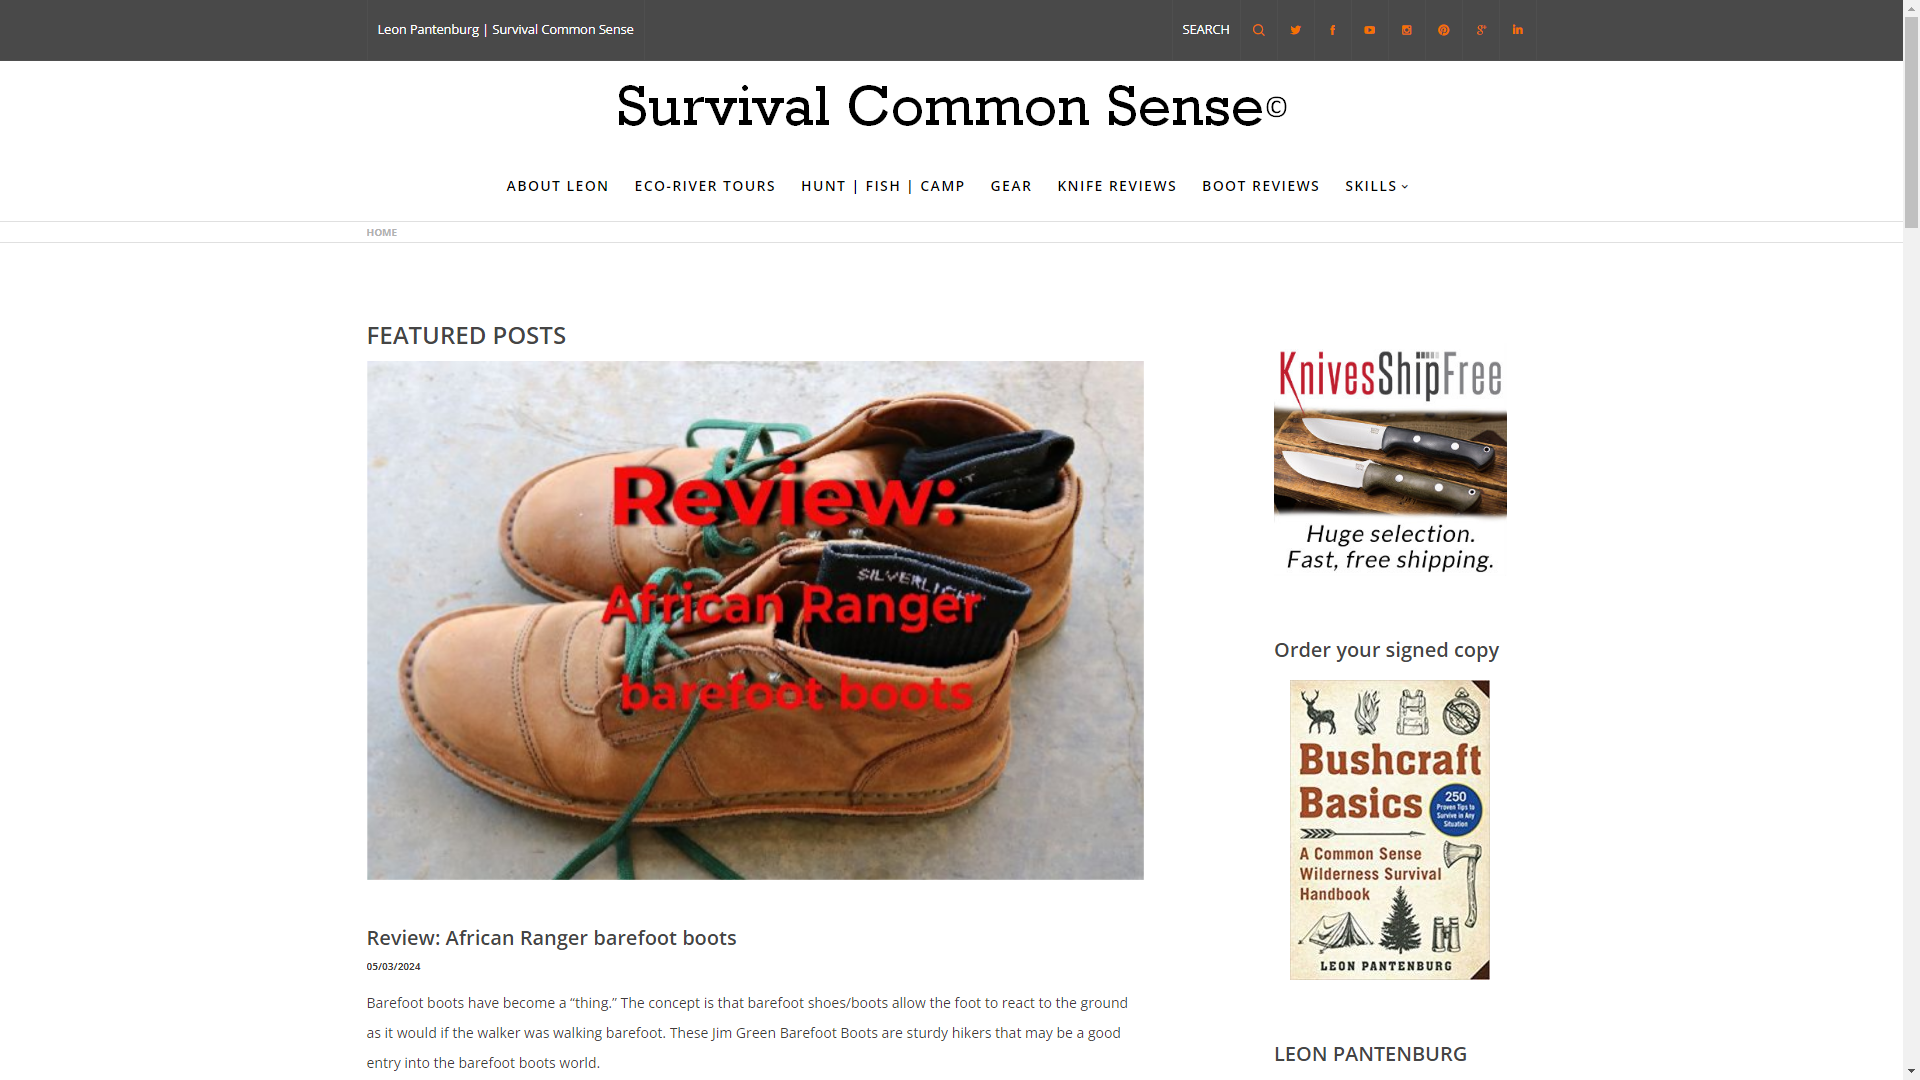 Leon Pantenburg | Survival Common Sense
SEARCH
Survival Common Sense©
ABOUT LEON
ECO-RIVER TOURS
HUNT | FISH | CAMP
GEAR
KNIFE REVIEWS
BOOT REVIEWS
SKILLS
HOME
FEATURED POSTS
Review:
African Ranger
barefoot boots
Review: African Ranger barefoot boots
05/03/2024
Barefoot boots have become a “thing.” The concept is that barefoot shoes/boots allow the foot to react to the ground
as it would if the walker was walking barefoot. These Jim Green Barefoot Boots are sturdy hikers that may be a good
entry into the barefoot boots world.
KnivesShipFree
Huge selection.
Fast, free shipping.
Order your signed copy
Bushcraft
Basics
250
Proven Tips to
Survive in Any
Situation
A Common Sense
Wilderness Survival
Handbook
LEON PANTENBURG
LEON PANTENBURG